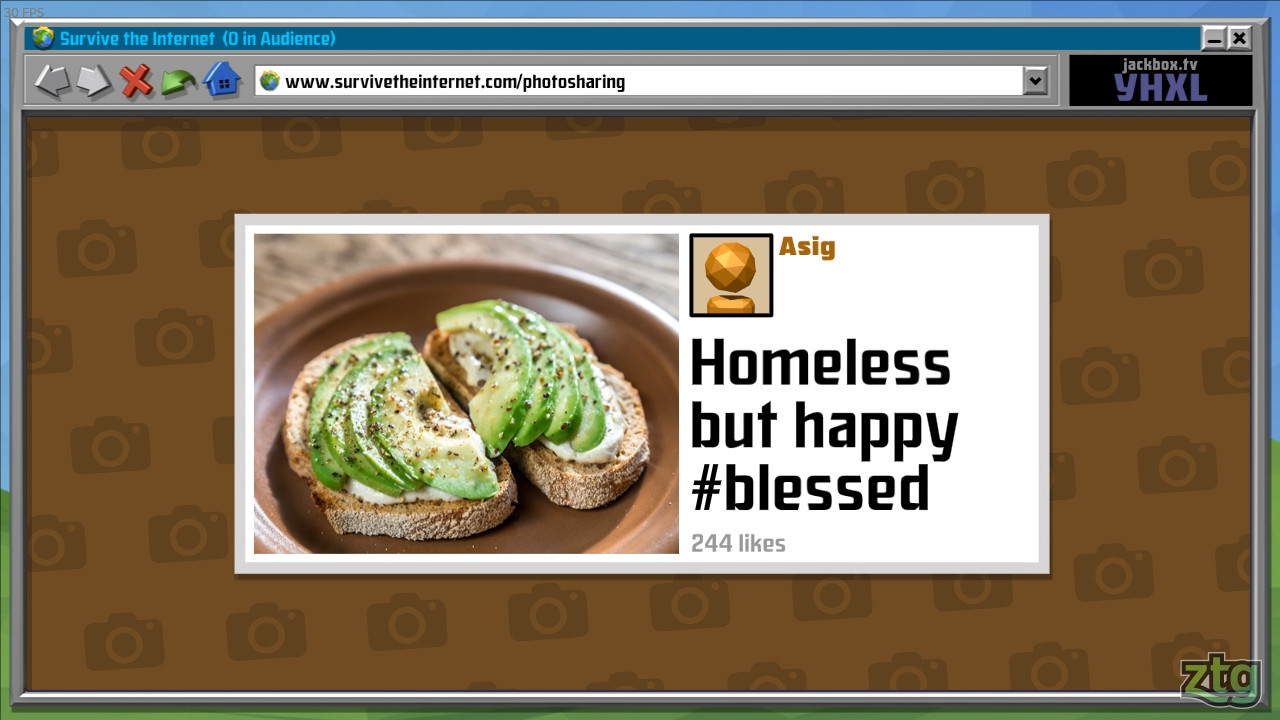 30 FPS
Survive the Internet (0 in Audience)
www.survivetheinternet.com/photosharing
jackbox.tv
YHXL
Asig
Homeless
but happy
#blessed
244 likes
ztg